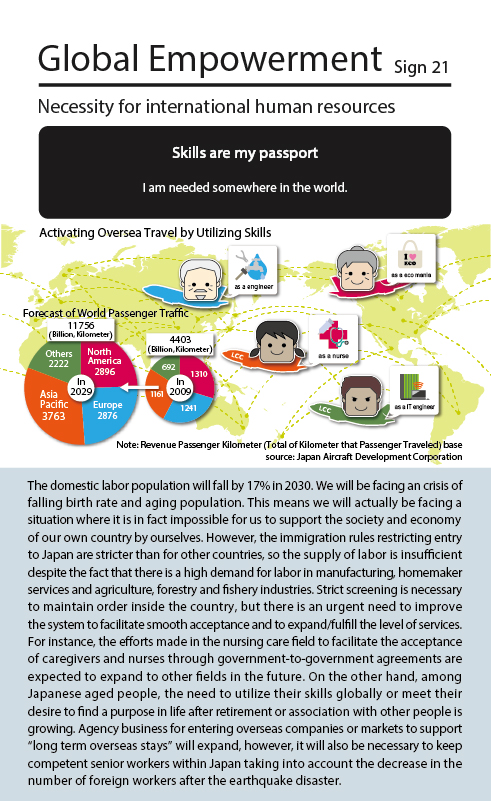 Global Empowerment Sign 21
Necessity for international human resources
Skills are my passport
I am needed somewhere in the world.
Activating Oversea Travel by Utilizing Skills
as a engineer
I
ECO
as a eco mania
Forecast of World Passenger Traffic
11756
(Billion, Kilometer)
Others
2222
North
America
2896
In
2029
Asia
Pacific
3763
Europe
2876
4403
(Billion, Kilometer)
692
1310
In
2009
1161
1241
LCC
as a nurse
LCC
as a IT engineer
Note: Revenue Passenger Kilometer (Total of Kilometer that Passenger Traveled) base
source: Japan Aircraft Development Corporation
The domestic labor population will fall by 17% in 2030. We will be facing an crisis of
falling birth rate and aging population. This means we will actually be facing a
situation where it is in fact impossible for us to support the society and economy
of our own country by ourselves. However, the immigration rules restricting entry
to Japan are stricter than for other countries, so the supply of labor is insufficient
despite the fact that there is a high demand for labor in manufacturing, homemaker
services and agriculture, forestry and fishery industries. Strict screening is necessary
to maintain order inside the country, but there is an urgent need to improve
the system to facilitate smooth acceptance and to expand/fulfill the level of services.
For instance, the efforts made in the nursing care field to facilitate the acceptance
of caregivers and nurses through government-to-government agreements are
expected to expand to other fields in the future. On the other hand, among
Japanese aged people, the need to utilize their skills globally or meet their
desire to find a purpose in life after retirement or association with other people is
growing. Agency business for entering overseas companies or markets to support
“long term overseas stays” will expand, however, it will also be necessary to keep
competent senior workers within Japan taking into account the decrease in the
number of foreign workers after the earthquake disaster.